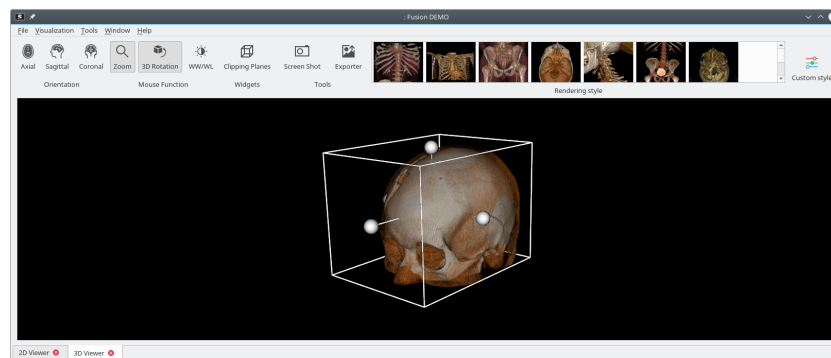 : Fusion DEMO
File Visualization Tools Window Help
Axial Sagittal Coronal Zoom 3D Rotation WW/WL Clipping Planes Screen Shot Exporter Custom style
Orientation Mouse Function Widgets Tools Rendering style
2D Viewer 3D Viewer